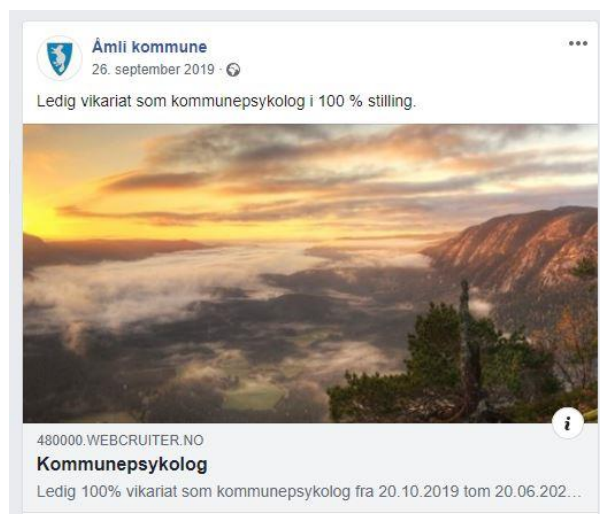 Åmli kommune
26. september 2019 ·
Ledig vikariat som kommunepsykolog i 100 % stilling.
480000.WEBCRUITER.NO
Kommunepsykolog
Ledig 100% vikariat som kommunepsykolog fra 20.10.2019 tom 20.06.202...